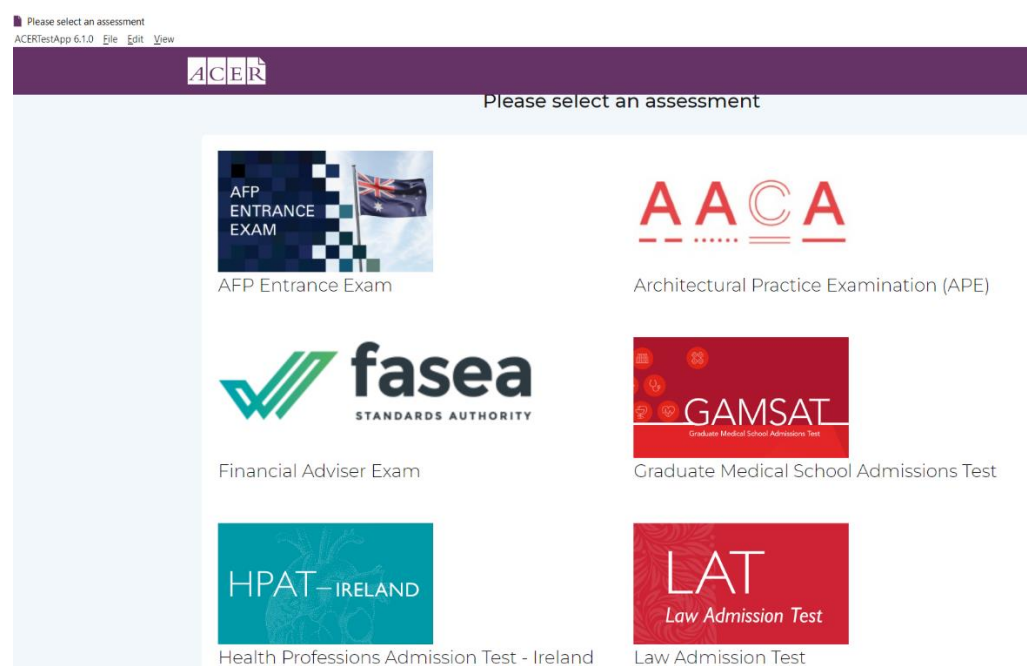 Please select an assessment
ACERTestApp 6.1.0 File Edit View
ACER
Please select an assessment
AFP
ENTRANCE
EXAM
AFP Entrance Exam
AACA
Architectural Practice Examination (APE)
fasea
STANDARDS AUTHORITY
Financial Adviser Exam
GAMSAT
Graduate Medical School Admissions Test
Graduate Medical School Admissions Test
HPAT–IRELAND
Health Professions Admission Test - Ireland
LAT
Law Admission Test
Law Admission Test